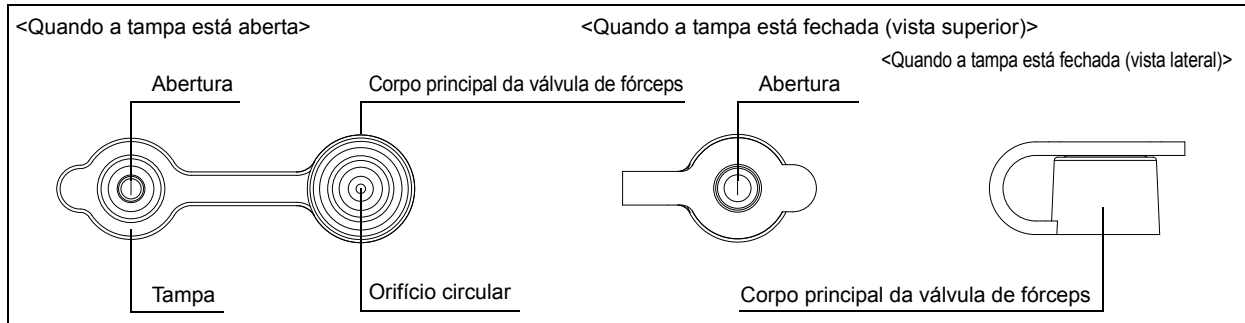 <Quando a tampa está aberta>
<Quando a tampa está fechada (vista superior)>
<Quando a tampa está fechada (vista lateral)>
Abertura
Corpo principal da válvula de fórceps
Abertura
Tampa
Orifício circular
Corpo principal da válvula de fórceps